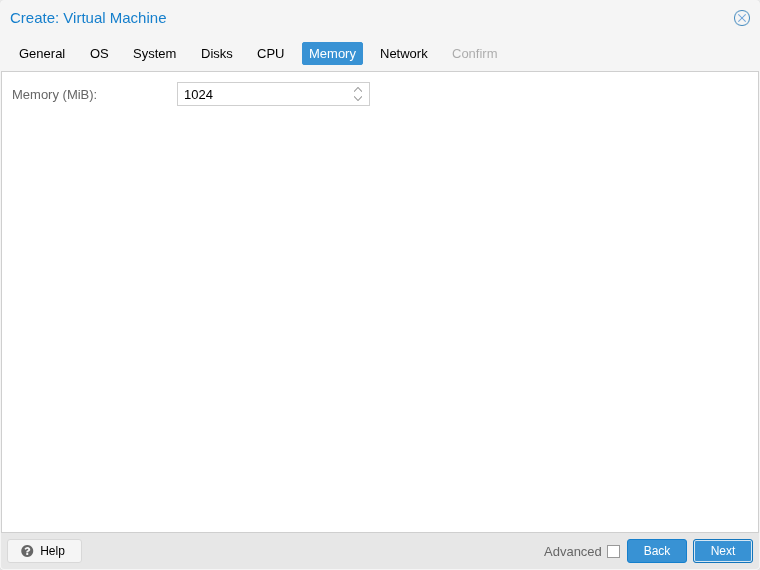 Create: Virtual Machine
General OS System Disks CPU Memory Network Confirm
Memory (MiB): 1024
Help Advanced Back Next